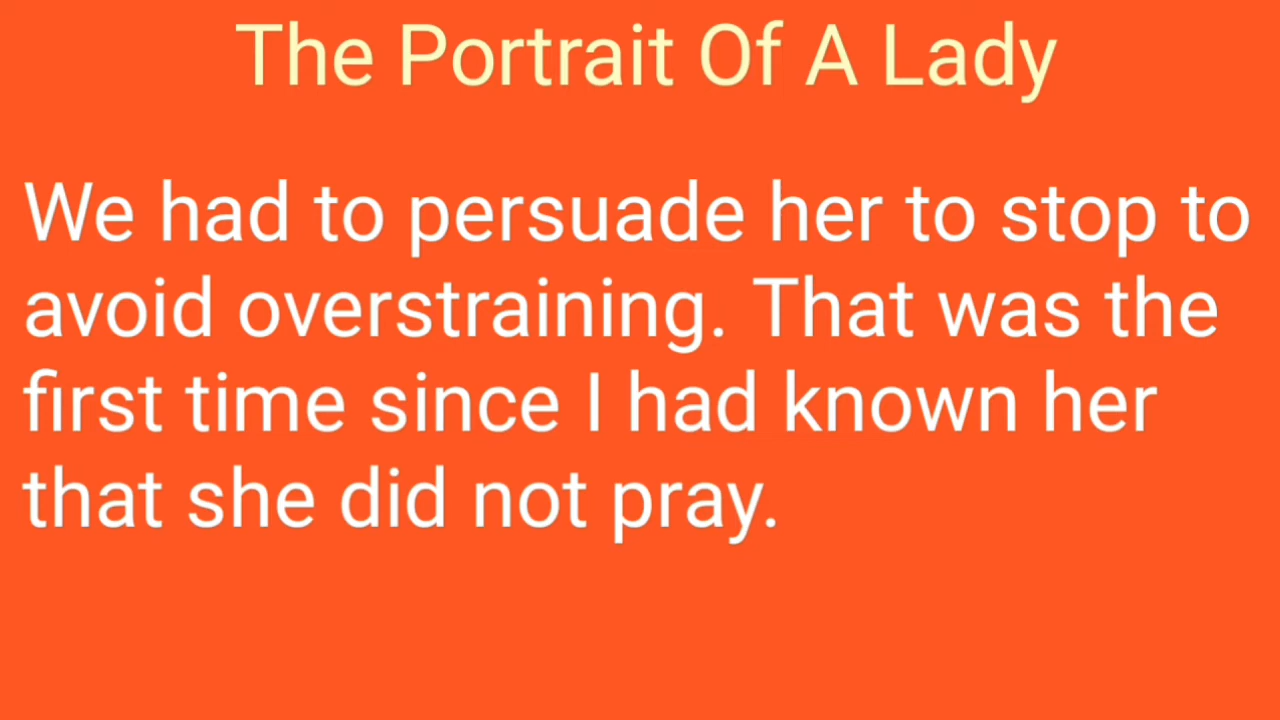 The Portrait Of A Lady
We had to persuade her to stop to
avoid overstraining. That was the
first time since I had known her
that she did not pray.